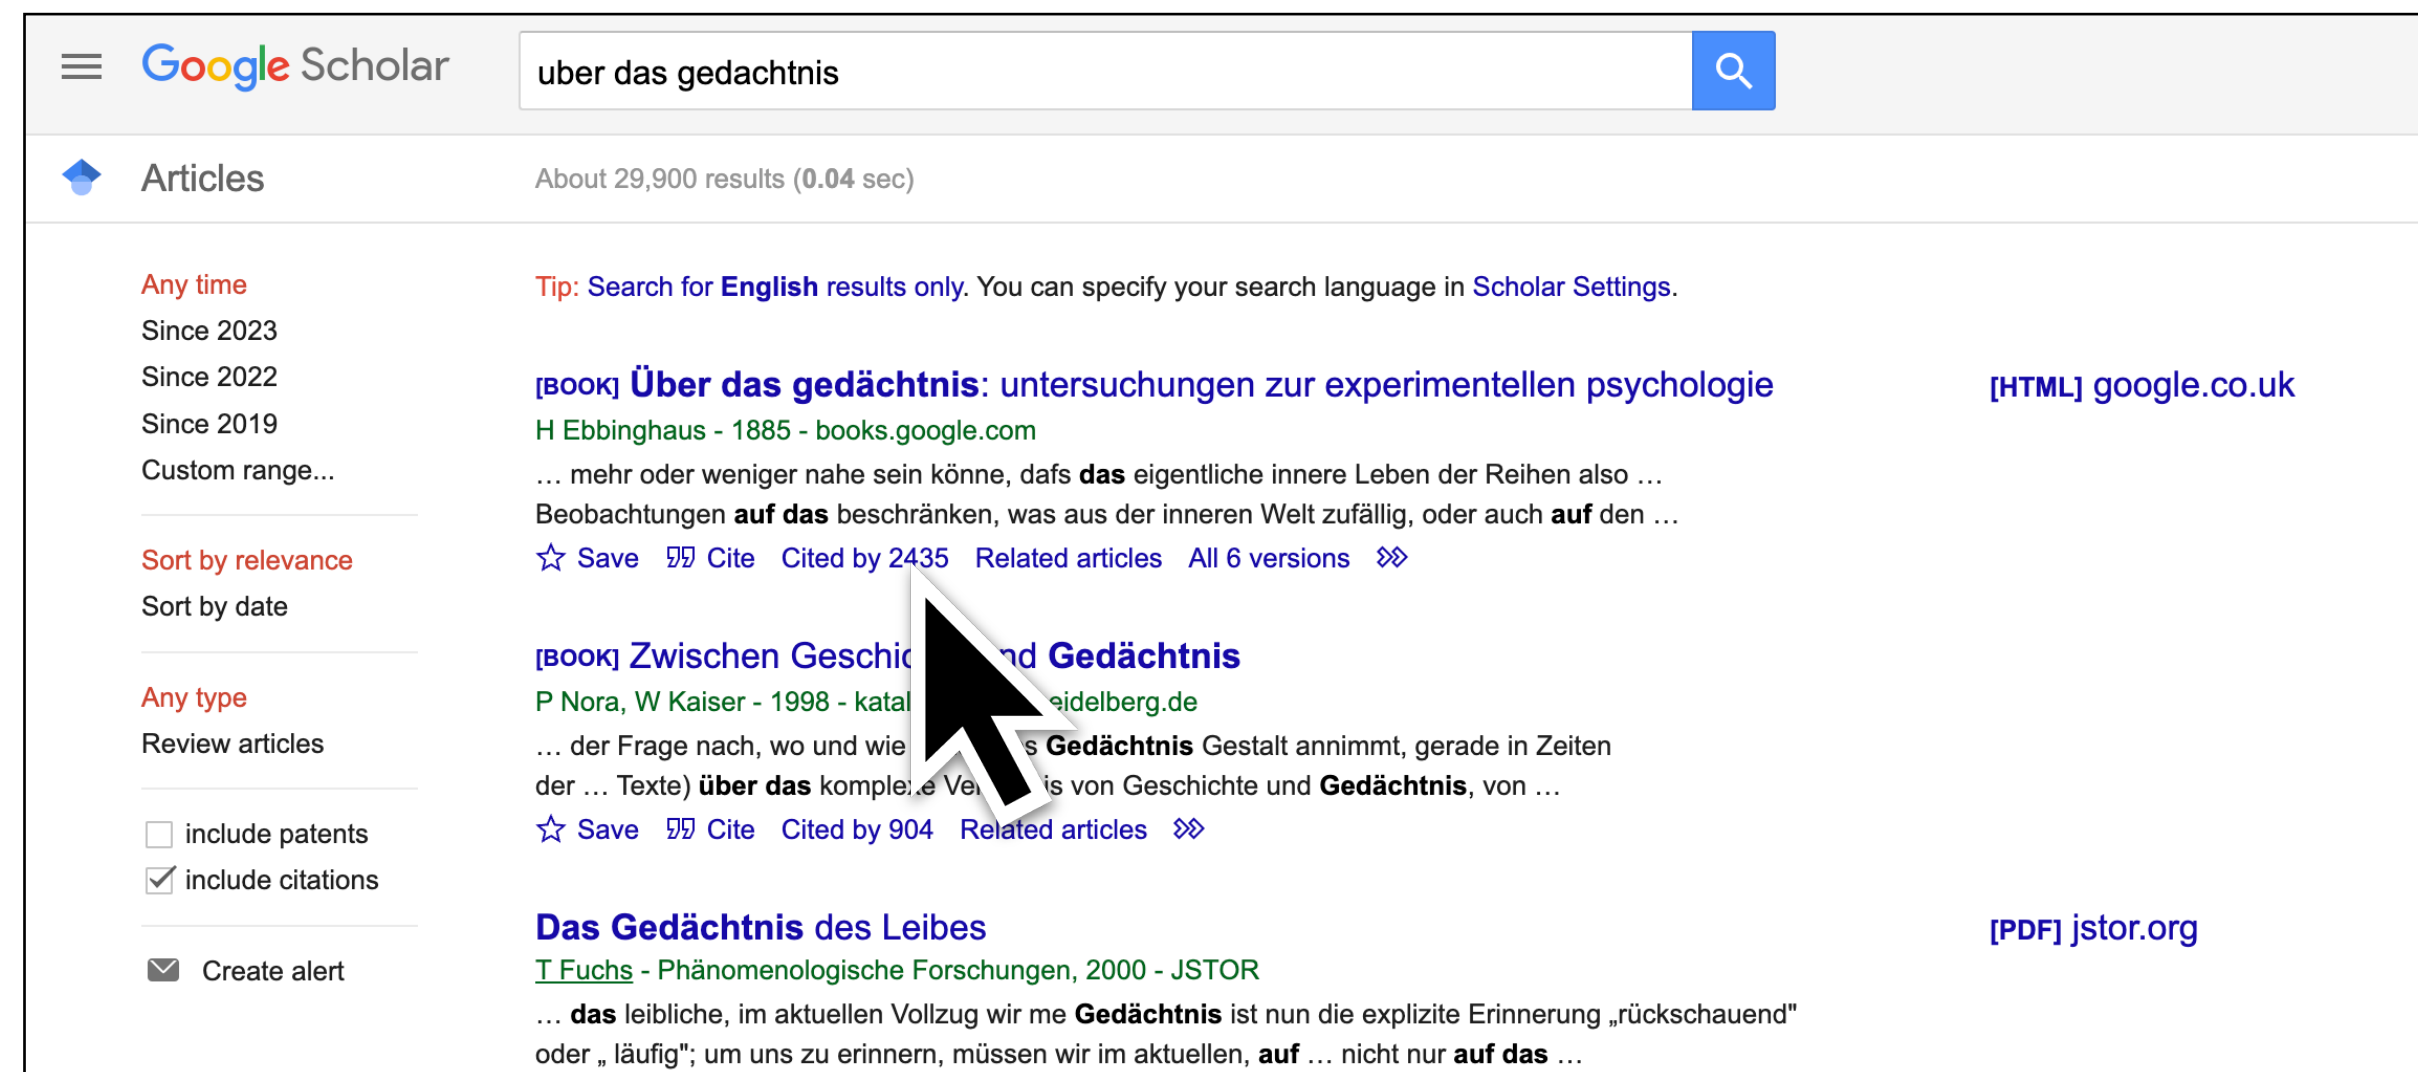 Google Scholar
uber das gedachtnis
Articles
About 29,900 results (0.04 sec)
Any time
Since 2023
Since 2022
Since 2019
Custom range...
Sort by relevance
Sort by date
Any type
Review articles
include patents
include citations
Create alert
Tip: Search for English results only. You can specify your search language in Scholar Settings.
[BOOK] Über das gedächtnis: untersuchungen zur experimentellen psychologie
[HTML] google.co.uk
H Ebbinghaus - 1885 - books.google.com
… mehr oder weniger nahe sein könne, dafs das eigentliche innere Leben der Reihen also …
Beobachtungen auf das beschränken, was aus der inneren Welt zufällig, oder auch auf den …
Save Cite Cited by 2435 Related articles All 6 versions
[BOOK] Zwischen Gedächtnis
P Nora, W Kaiser - 1998 -
… der Frage nach, wo und wie Gedächtnis Gestalt annimmt, gerade in Zeiten
der … Texte) über das komplexe von Geschichte und Gedächtnis, von …
Save Cite Cited by 904 Related articles
Das Gedächtnis des Leibes
[PDF] jstor.org
T Fuchs - Phänomenologische Forschungen, 2000 - JSTOR
… das leibliche, im aktuellen Vollzug wir me Gedächtnis ist nun die explizite Erinnerung „rückschauend"
oder „ läufig"; um uns zu erinnern, müssen wir im aktuellen, auf … nicht nur auf das …